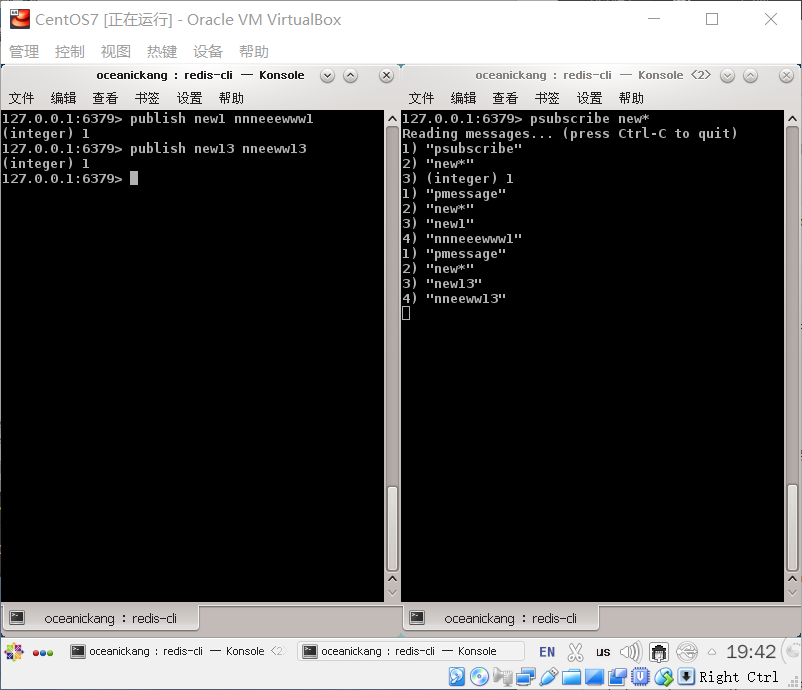 CentOS7 [正在运行] - Oracle VM VirtualBox
管理 控制 视图 热键 设备 帮助
oceanickang : redis-cli — Konsole
文件 编辑 查看 书签 设置 帮助
127.0.0.1:6379> publish new1 nnneeewww1
(integer) 1
127.0.0.1:6379> publish new13 nneeww13
(integer) 1
127.0.0.1:6379>
oceanickang : redis-cli
oceanickang : redis-cli — Konsole <2>
文件 编辑 查看 书签 设置 帮助
127.0.0.1:6379> psubscribe new*
Reading messages... (press Ctrl-C to quit)
1) "psubscribe"
2) "new*"
3) (integer) 1
1) "pmessage"
2) "new*"
3) "new1"
4) "nnneeewww1"
1) "pmessage"
2) "new*"
3) "new13"
4) "nneeww13"
oceanickang : redis-cli
oceanickang : redis-cli — Konsole <2>
oceanickang : redis-cli — Konsole
EN us 19:42
Right Ctrl